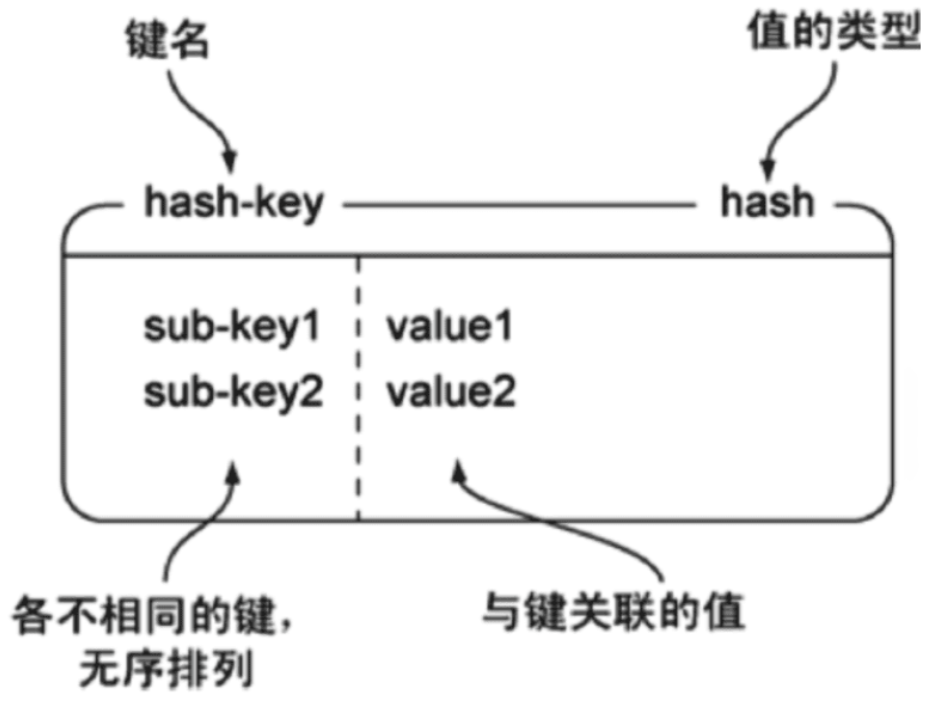 键名
值的类型
hash-key
hash
sub-key1
value1
sub-key2
value2
各不相同的键，
无序排列
与键关联的值